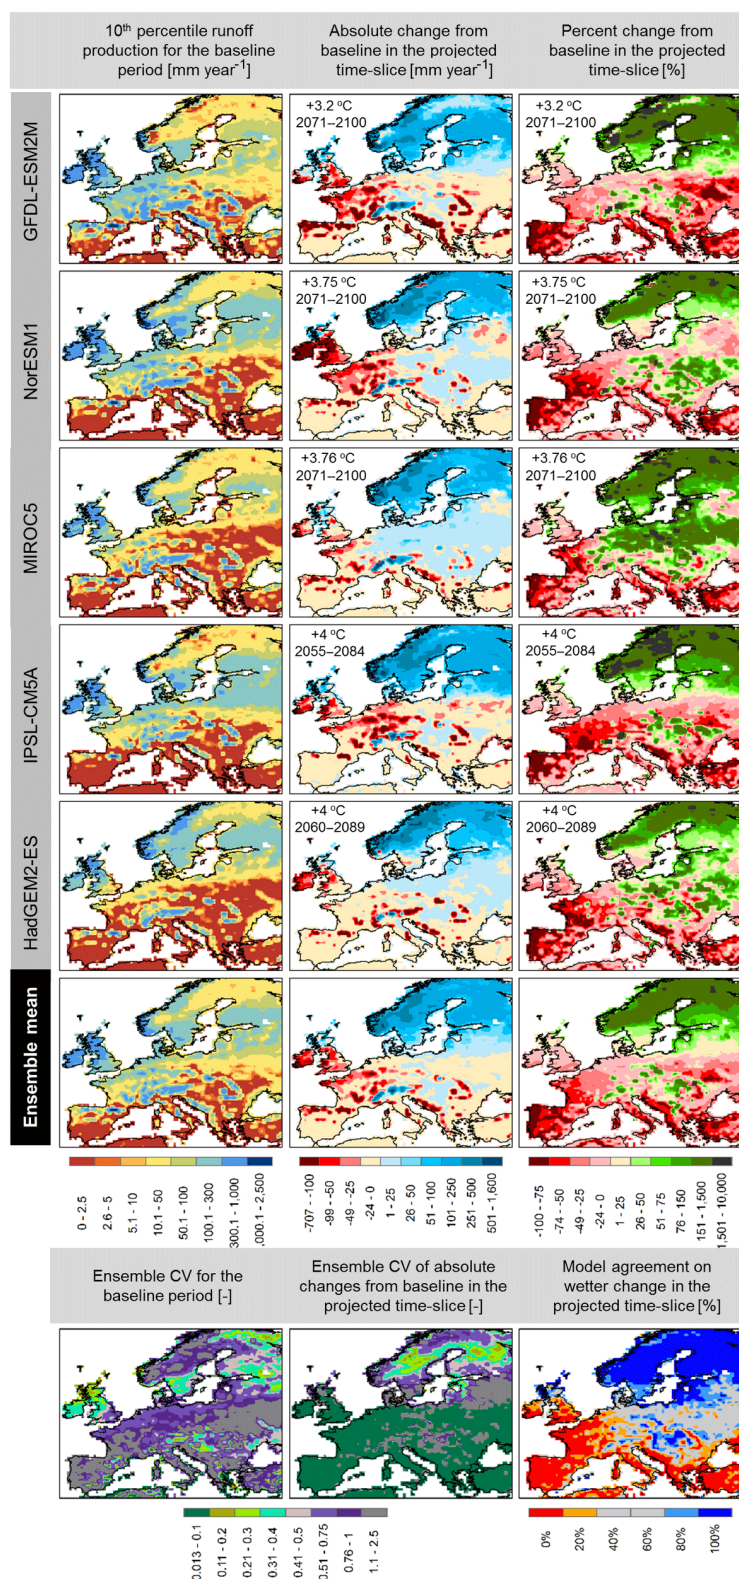 10th percentile runoff
production for the baseline
period [mm year-1]
Absolute change from
baseline in the projected
time-slice [mm year-1]
Percent change from
baseline in the projected
time-slice [%]
GFDL-ESM2M
+3.2 ºC
2071–2100
+3.2 ºC
2071–2100
NorESM1
+3.75 ºC
2071–2100
+3.75 ºC
2071–2100
MIROC5
+3.76 ºC
2071–2100
+3.76 ºC
2071–2100
IPSL-CM5A
+4 ºC
2055–2084
+4 ºC
2055–2084
HadGEM2-ES
+4 ºC
2060–2089
+4 ºC
2060–2089
Ensemble mean
0 - 2.5
2.6 - 5
5.1 - 10
10.1 - 50
50.1 - 100
100.1 - 300
300.1 - 1,000
,000.1 - 2,500
-707 - -100
-99 - -50
-49 - -25
-24 - 0
1 - 25
26 - 50
51 - 100
101 - 250
251 - 500
501 - 1,600
-100 - -75
-74 - -50
-49 - -25
-24 - 0
1 - 25
26 - 50
51 - 75
76 - 150
151 - 1,500
1,501 - 10,000
Ensemble CV for the
baseline period [-]
Ensemble CV of absolute
changes from baseline in the
projected time-slice [-]
Model agreement on
wetter change in the
projected time-slice [%]
0.013 - 0.1
0.11 - 0.2
0.21 - 0.3
0.31 - 0.4
0.41 - 0.5
0.51 - 0.75
0.76 - 1
1.1 - 2.5
0%
20%
40%
60%
80%
100%